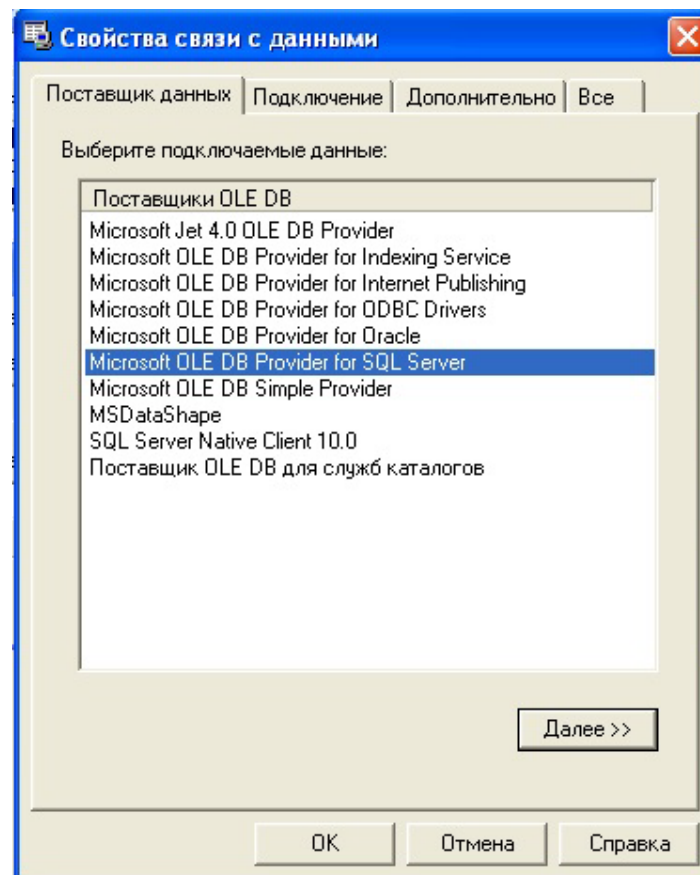 Свойства связи с данными
Поставщик данных Подключение Дополнительно Все
Выберите подключаемые данные:
Поставщики OLE DB
Microsoft Jet 4.0 OLE DB Provider
Microsoft OLE DB Provider for Indexing Service
Microsoft OLE DB Provider for Internet Publishing
Microsoft OLE DB Provider for ODBC Drivers
Microsoft OLE DB Provider for Oracle
Microsoft OLE DB Provider for SQL Server
Microsoft OLE DB Simple Provider
MSDataShape
SQL Server Native Client 10.0
Поставщик OLE DB для служб каталогов
Далее >>
OK Отмена Справка